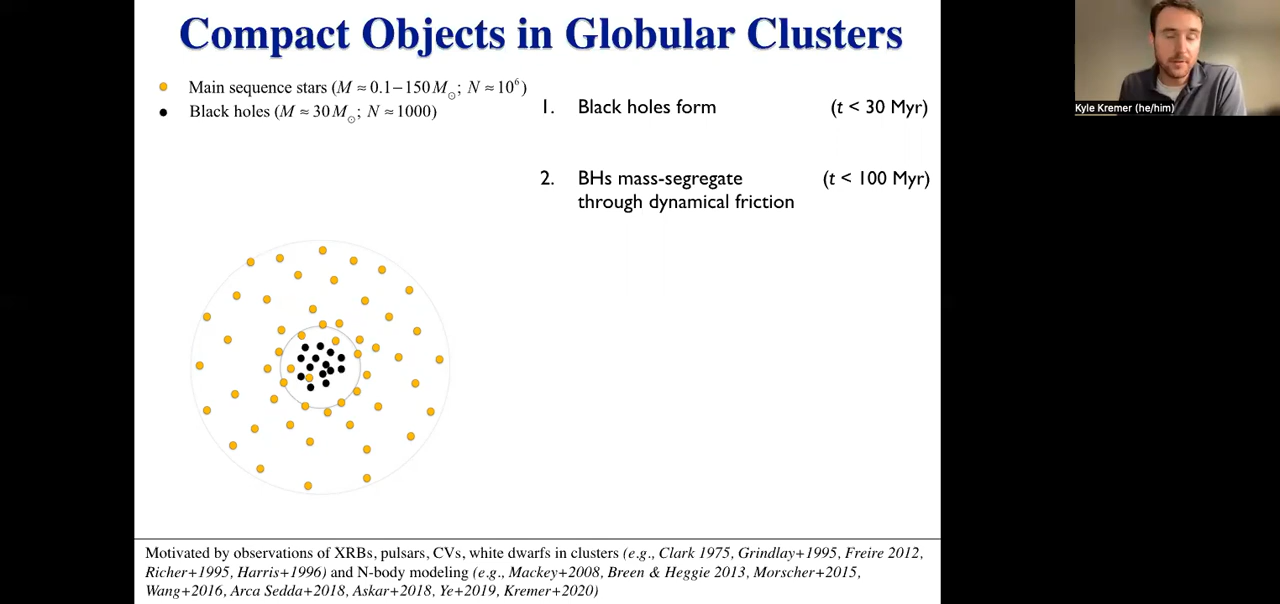 Compact Objects in Globular Clusters
Main sequence stars (M ≈ 0.1−150M☉; N ≈ 10⁶)
Black holes (M ≈ 30M☉; N ≈ 1000)
1. Black holes form (t < 30 Myr)
2. BHs mass-segregate (t < 100 Myr)
through dynamical friction
Kyle Kremer (he/him)
Motivated by observations of XRBs, pulsars, CVs, white dwarfs in clusters (e.g., Clark 1975, Grindlay+1995, Freire 2012,
Richer+1995, Harris+1996) and N-body modeling (e.g., Mackey+2008, Breen & Heggie 2013, Morscher+2015,
Wang+2016, Arca Sedda+2018, Askar+2018, Ye+2019, Kremer+2020)